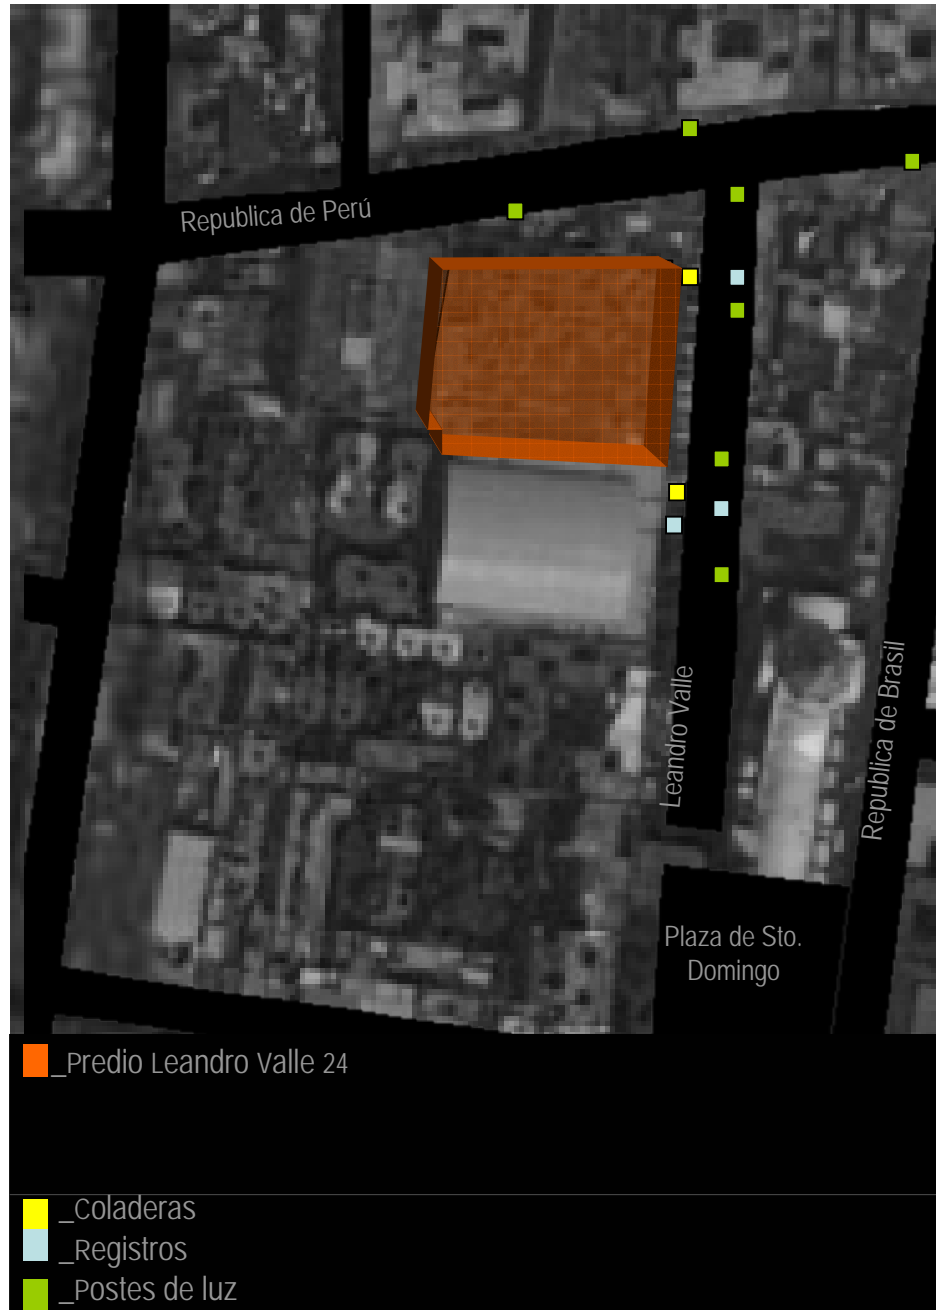 Republica de Perú
Leandro Valle
Republica de Brasil
Plaza de Sto.
Domingo
_Predio Leandro Valle 24
_Coladeras
_Registros
_Postes de luz